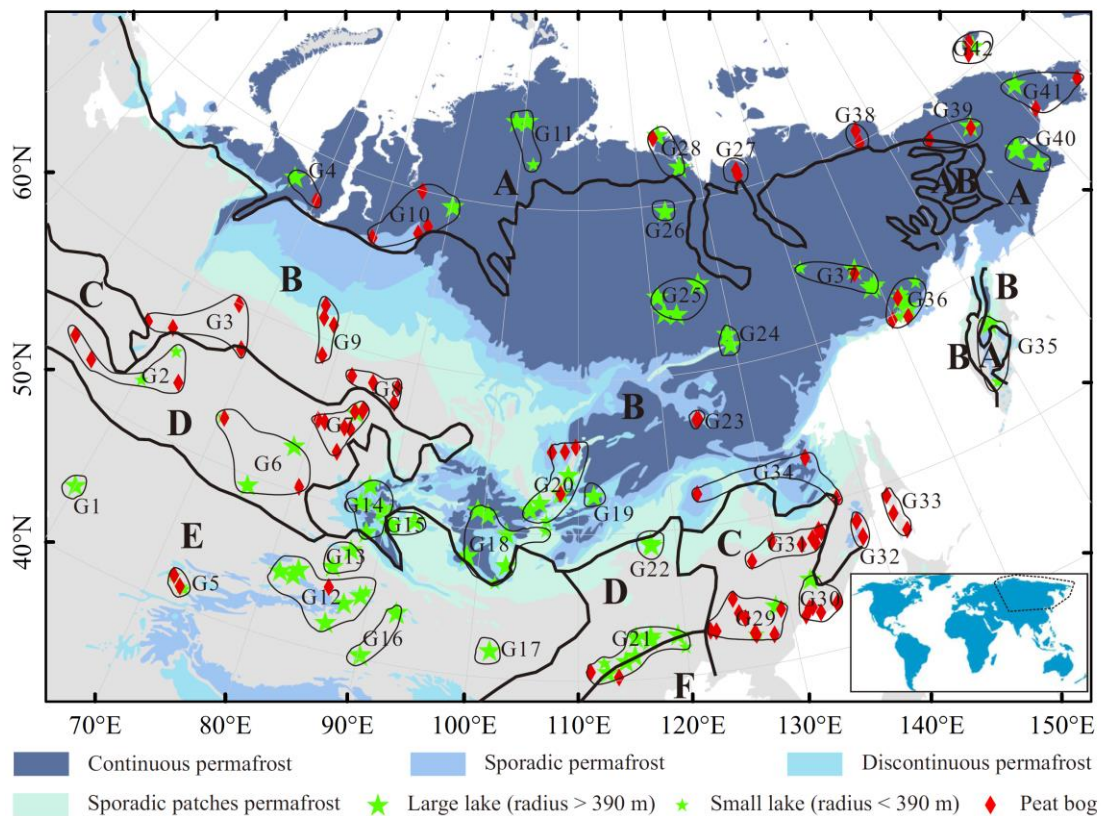 G42
G41
G38
G39
G11
G40
G28
G27
60°N
G4
A
A
B
A
G10
G26
G37
B
C
G3
G9
G25
G36
B
G24
G35
B
A
50°N
G2
G8
B
D
G7
G23
G6
G34
G20
G33
G1
G14
G19
G15
C
G3
G32
40°N
E
G18
G22
G13
D
G5
G12
G30
G29
G16
G17
G21
F
70°E
80°E
90°E
100°E
110°E
120°E
130°E
140°E
150°E
Continuous permafrost
Sporadic permafrost
Discontinuous permafrost
Sporadic patches permafrost
Large lake (radius > 390 m)
Small lake (radius < 390 m)
Peat bog